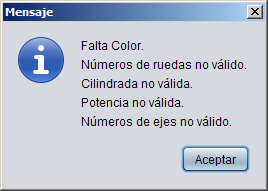 Mensaje
Falta Color.
Números de ruedas no válido.
Cilindrada no válida.
Potencia no válida.
Números de ejes no válido.
Aceptar